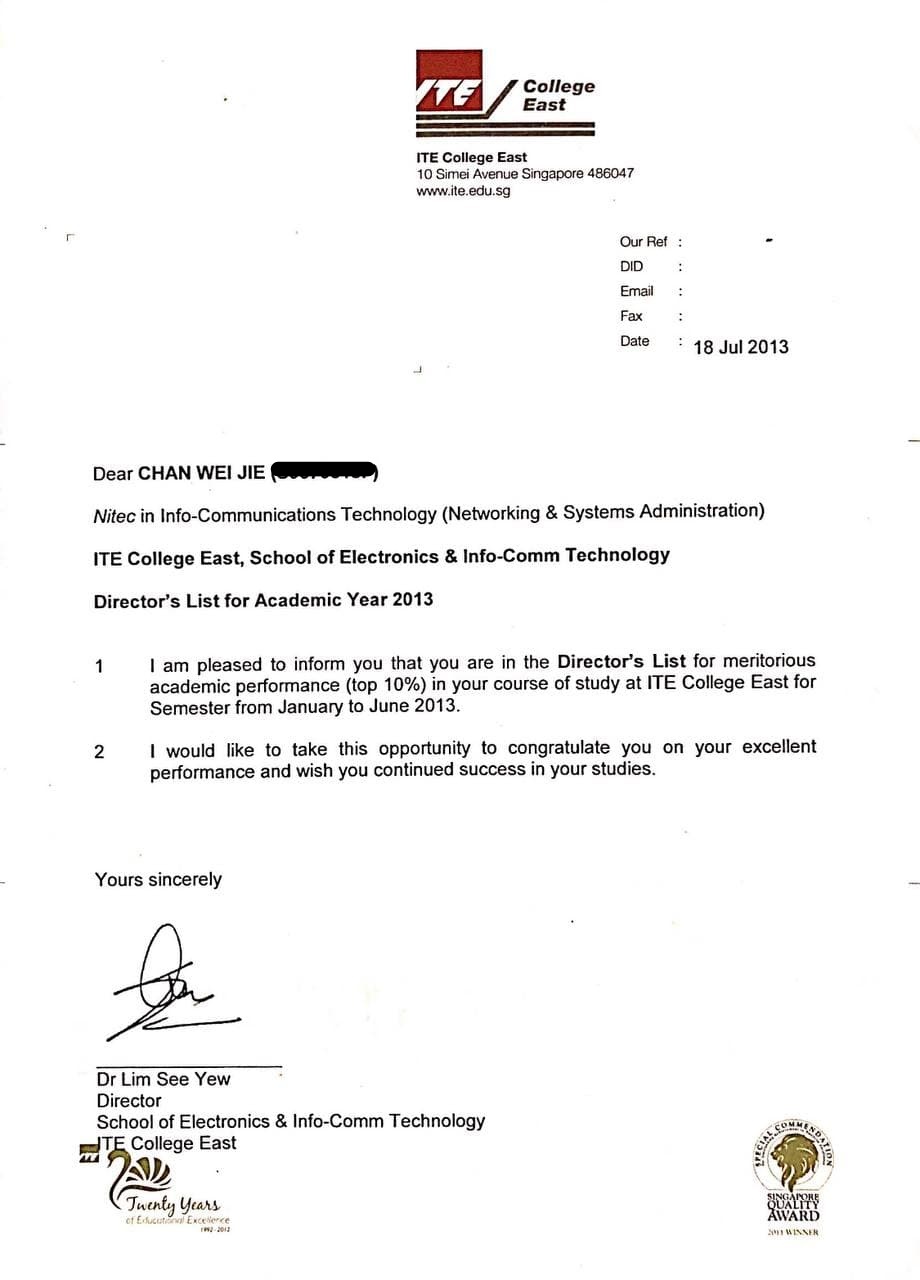 ITE College
East
ITE College East
10 Simei Avenue Singapore 486047
www.ite.edu.sg
Our Ref : -
DID :
Email :
Fax :
Date : 18 Jul 2013
Dear CHAN WEI JIE ( )
Nitec in Info-Communications Technology (Networking & Systems Administration)
ITE College East, School of Electronics & Info-Comm Technology
Director's List for Academic Year 2013
1 I am pleased to inform you that you are in the Director's List for meritorious
academic performance (top 10%) in your course of study at ITE College East for
Semester from January to June 2013.
2 I would like to take this opportunity to congratulate you on your excellent
performance and wish you continued success in your studies.
Yours sincerely
Dr Lim See Yew
Director
School of Electronics & Info-Comm Technology
ITE College East
ITE 20
Twenty Years
of Educational Excellence
1992-2012
SPECIAL COMMENDATION
SINGAPORE
QUALITY
AWARD
2011 WINNER